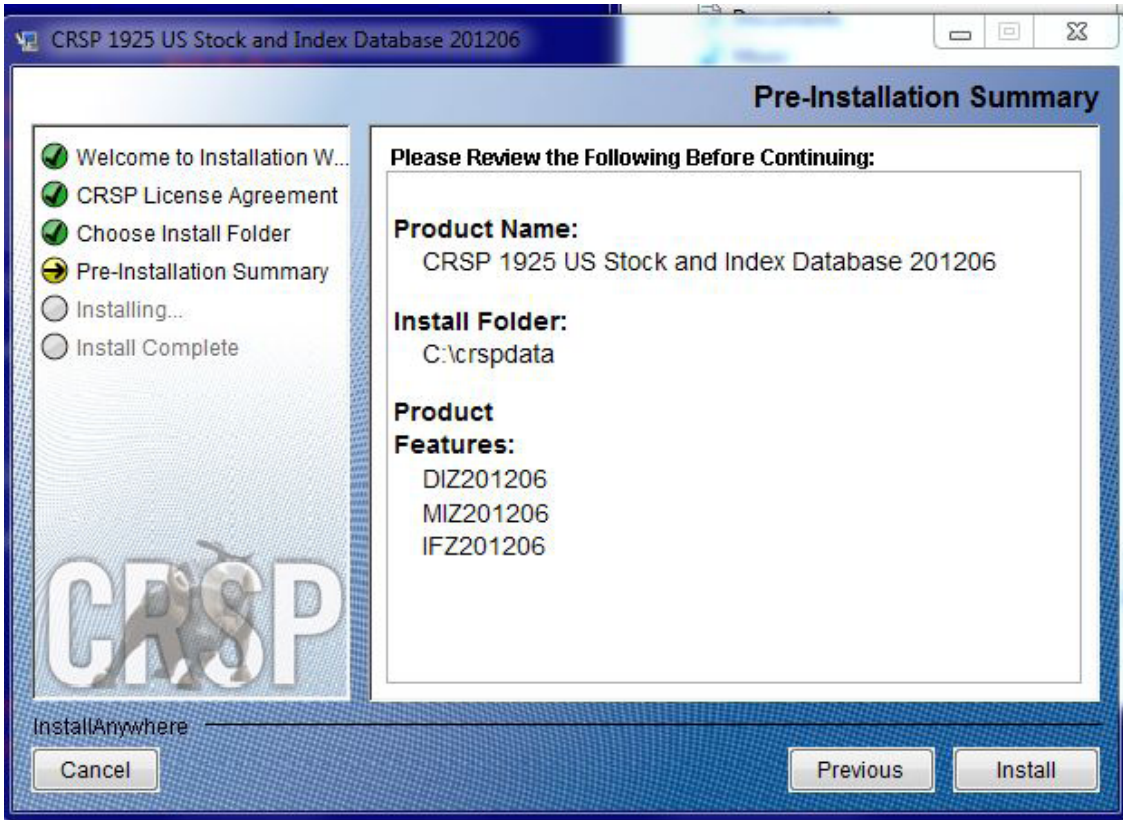 CRSP 1925 US Stock and Index Database 201206
Pre-Installation Summary
Welcome to Installation W...
CRSP License Agreement
Choose Install Folder
Pre-Installation Summary
Installing...
Install Complete
CRSP
Please Review the Following Before Continuing:
Product Name:
CRSP 1925 US Stock and Index Database 201206
Install Folder:
C:\crspdata
Product
Features:
DIZ201206
MIZ201206
IFZ201206
InstallAnywhere
Cancel
Previous
Install